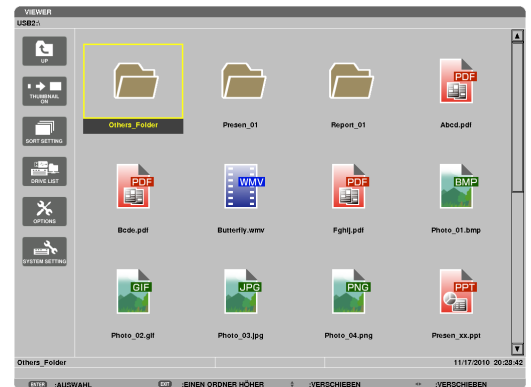 VIEWER
USB2:\
UP
THUMBNAIL
ON
SORT SETTING
DRIVE LIST
OPTIONS
SYSTEM SETTING
Others_Folder
Presen_01
Report_01
PDF
Abcd.pdf
PDF
Bcde.pdf
WMV
Butterfly.wmv
PDF
Fghij.pdf
BMP
Photo_01.bmp
GIF
Photo_02.gif
JPG
Photo_03.jpg
PNG
Photo_04.png
PPT
Presen_xx.ppt
Others_Folder
11/17/2010 20:28:42
ENTER :AUSWAHL EXIT :EINEN ORDNER HÖHER :VERSCHIEBEN :VERSCHIEBEN